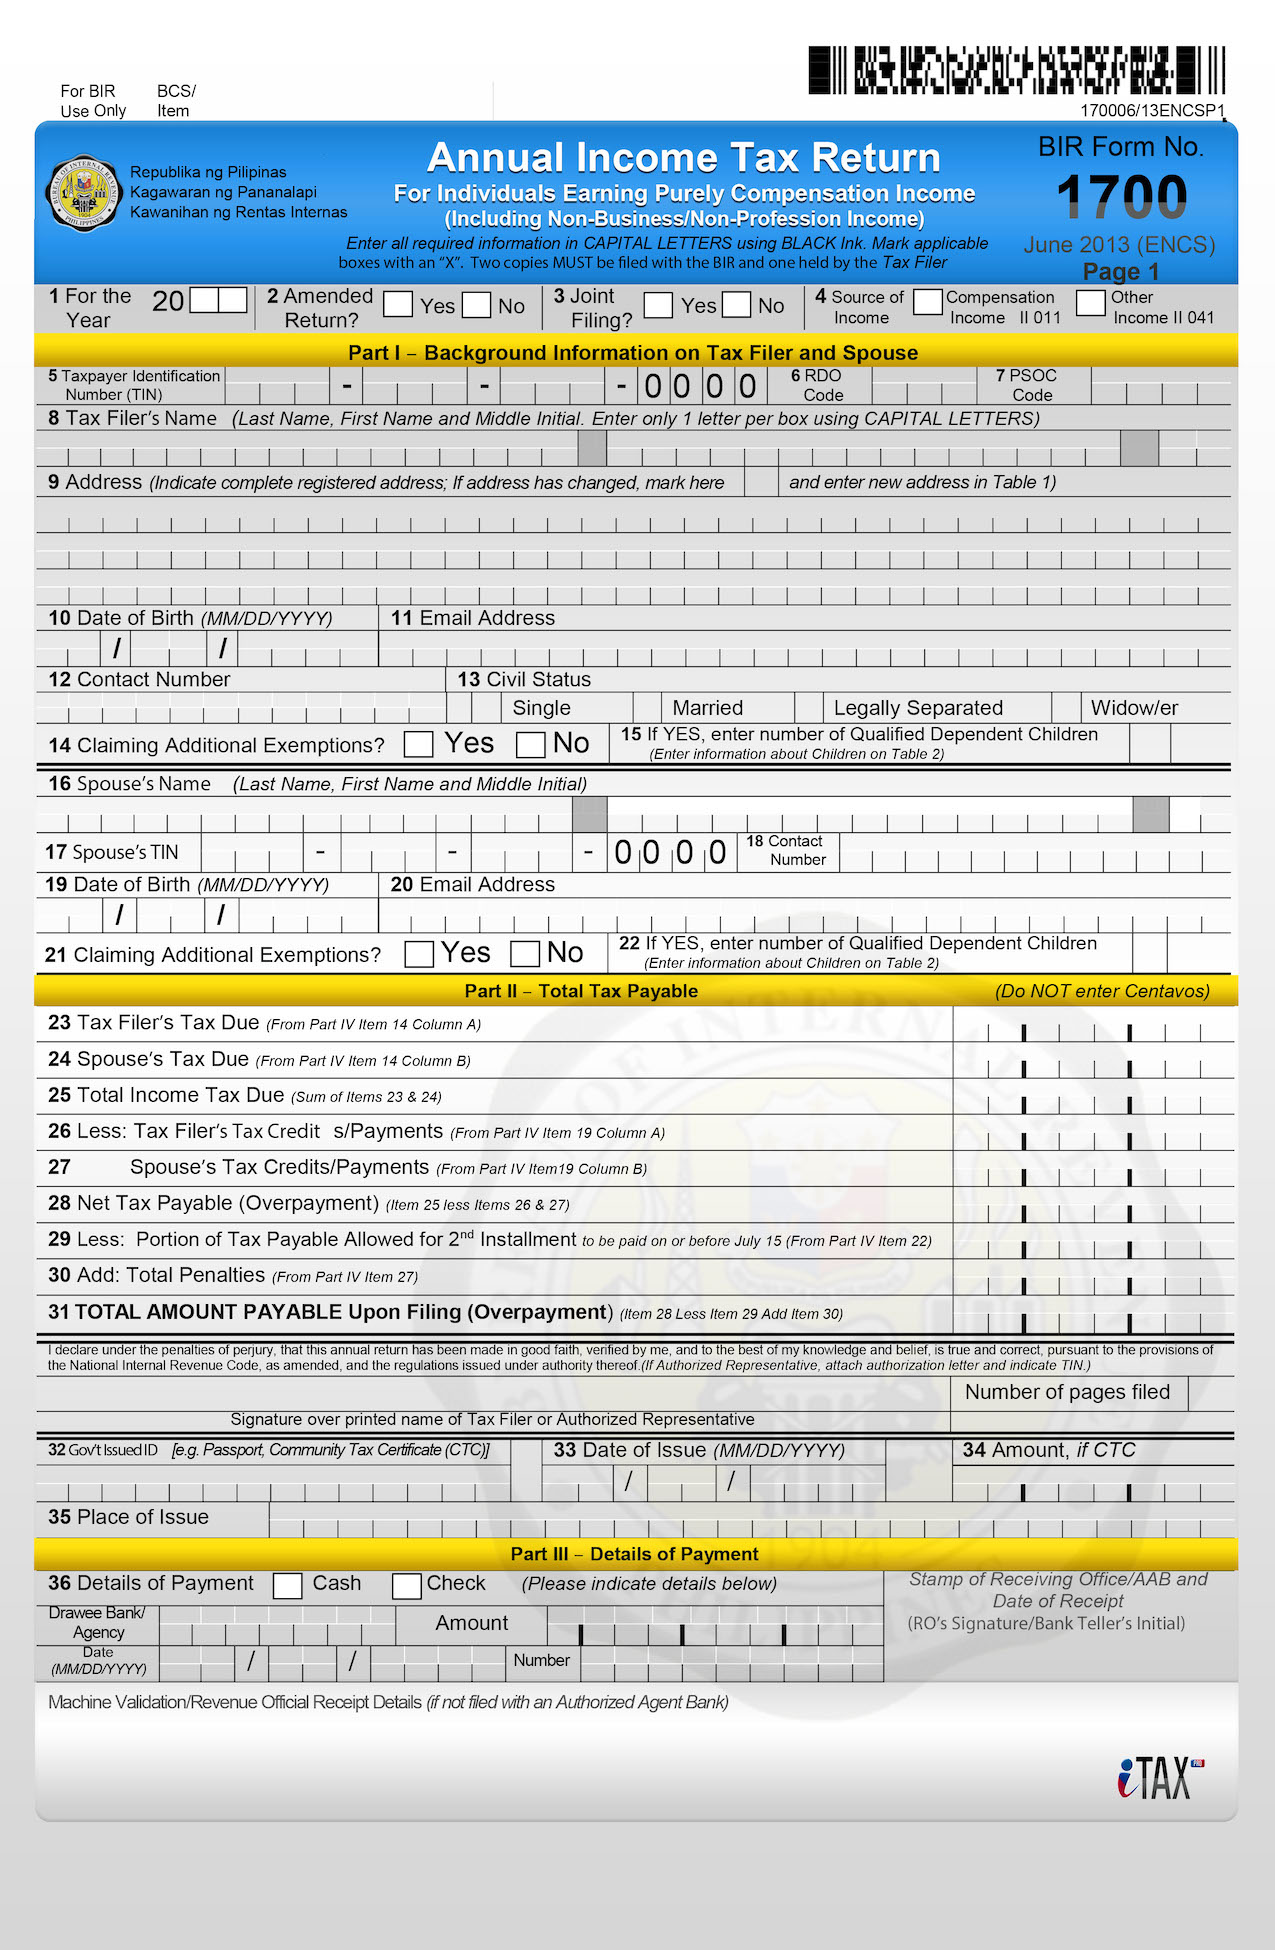 For BIR BCS/
Use Only Item
170006/13ENCSP1
Republika ng Pilipinas
Kagawaran ng Pananalapi
Kawanihan ng Rentas Internas
Annual Income Tax Return
For Individuals Earning Purely Compensation Income
(Including Non-Business/Non-Profession Income)
Enter all required information in CAPITAL LETTERS using BLACK Ink. Mark applicable
boxes with an “X”. Two copies MUST be filed with the BIR and one held by the Tax Filer
BIR Form No.
1700
June 2013 (ENCS)
Page 1
1 For the Year 20
2 Amended Return? Yes No
3 Joint Filing? Yes No
4 Source of Income Compensation Income II 011 Other Income II 041
Part I – Background Information on Tax Filer and Spouse
5 Taxpayer Identification Number (TIN) - - - 0 0 0 0
6 RDO Code
7 PSOC Code
8 Tax Filer’s Name (Last Name, First Name and Middle Initial. Enter only 1 letter per box using CAPITAL LETTERS)
9 Address (Indicate complete registered address; If address has changed, mark here and enter new address in Table 1)
10 Date of Birth (MM/DD/YYYY) 11 Email Address
/ /
12 Contact Number 13 Civil Status
Single Married Legally Separated Widow/er
14 Claiming Additional Exemptions? Yes No
15 If YES, enter number of Qualified Dependent Children
(Enter information about Children on Table 2)
16 Spouse’s Name (Last Name, First Name and Middle Initial)
17 Spouse’s TIN - - - 0 0 0 0
18 Contact Number
19 Date of Birth (MM/DD/YYYY) 20 Email Address
/ /
21 Claiming Additional Exemptions? Yes No
22 If YES, enter number of Qualified Dependent Children
(Enter information about Children on Table 2)
Part II – Total Tax Payable (Do NOT enter Centavos)
23 Tax Filer’s Tax Due (From Part IV Item 14 Column A)
24 Spouse’s Tax Due (From Part IV Item 14 Column B)
25 Total Income Tax Due (Sum of Items 23 & 24)
26 Less: Tax Filer’s Tax Credit s/Payments (From Part IV Item 19 Column A)
27 Spouse’s Tax Credits/Payments (From Part IV Item19 Column B)
28 Net Tax Payable (Overpayment) (Item 25 less Items 26 & 27)
29 Less: Portion of Tax Payable Allowed for 2nd Installment to be paid on or before July 15 (From Part IV Item 22)
30 Add: Total Penalties (From Part IV Item 27)
31 TOTAL AMOUNT PAYABLE Upon Filing (Overpayment) (Item 28 Less Item 29 Add Item 30)
I declare under the penalties of perjury, that this annual return has been made in good faith, verified by me, and to the best of my knowledge and belief, is true and correct, pursuant to the provisions of
the National Internal Revenue Code, as amended, and the regulations issued under authority thereof.(If Authorized Representative, attach authorization letter and indicate TIN.)
Number of pages filed
Signature over printed name of Tax Filer or Authorized Representative
32 Gov’t Issued ID [e.g. Passport, Community Tax Certificate (CTC)] 33 Date of Issue (MM/DD/YYYY) 34 Amount, if CTC
/ /
35 Place of Issue
Part III – Details of Payment
36 Details of Payment Cash Check (Please indicate details below)
Stamp of Receiving Office/AAB and
Date of Receipt
(RO’s Signature/Bank Teller’s Initial)
Drawee Bank/
Agency
Amount
Date
(MM/DD/YYYY)
/ /
Number
Machine Validation/Revenue Official Receipt Details (if not filed with an Authorized Agent Bank)
iTAX PRO